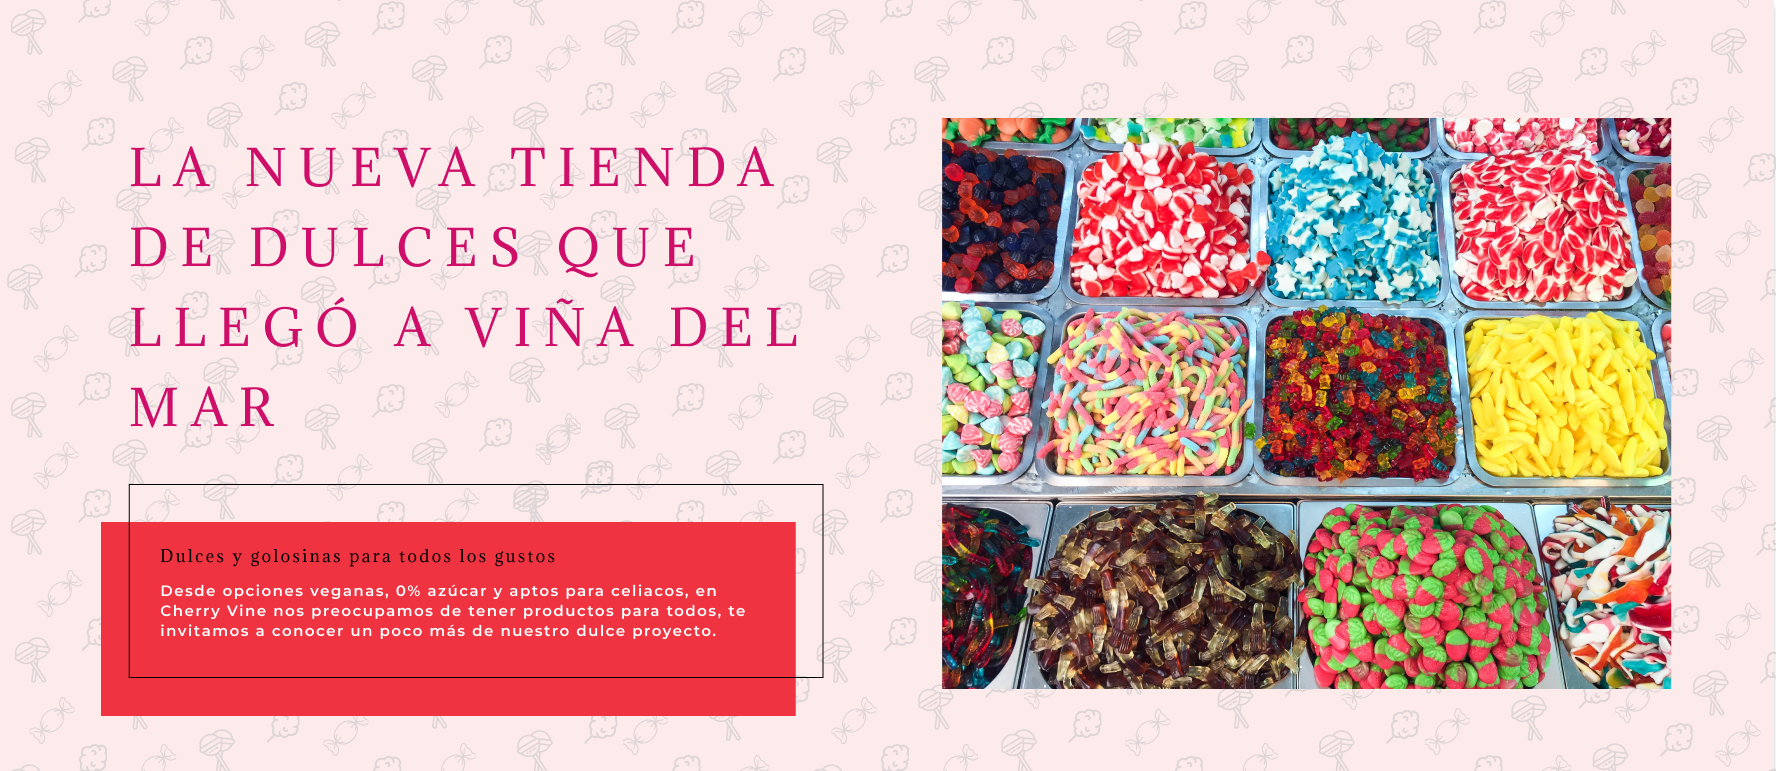 LA NUEVA TIENDA
DE DULCES QUE
LLEGÓ A VIÑA DEL
MAR
Dulces y golosinas para todos los gustos
Desde opciones veganas, 0% azúcar y aptos para celiacos, en
Cherry Vine nos preocupamos de tener productos para todos, te
invitamos a conocer un poco más de nuestro dulce proyecto.